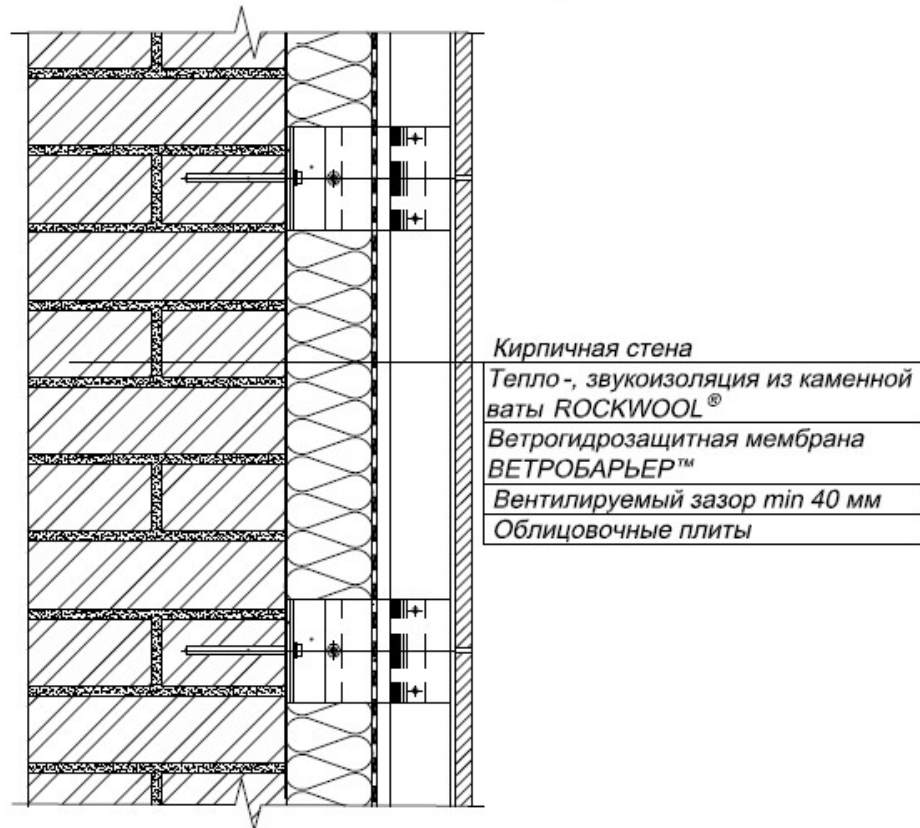 Кирпичная стена
Тепло -, звукоизоляция из каменной
ваты ROCKWOOL®
Ветрогидрозащитная мембрана
ВЕТРОБАРЬЕР™
Вентилируемый зазор min 40 мм
Облицовочные плиты